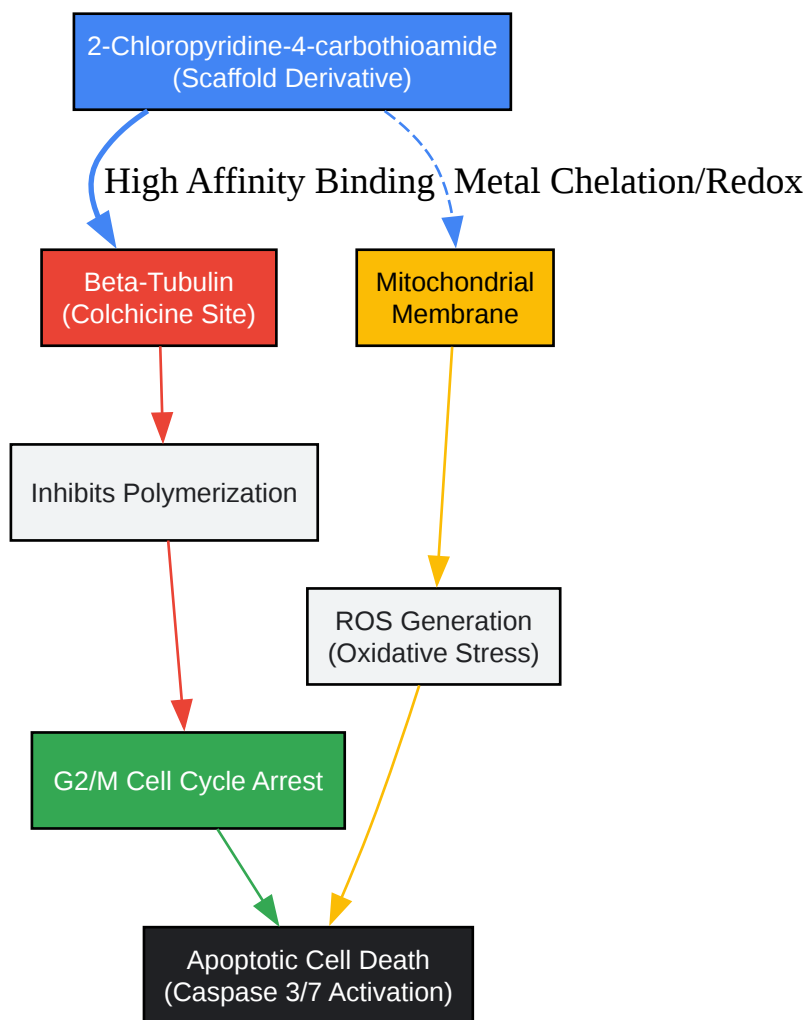 2-Chloropyridine-4-carbothioamide
(Scaffold Derivative)
High Affinity Binding
Metal Chelation/Redox
Beta-Tubulin
(Colchicine Site)
Mitochondrial
Membrane
Inhibits Polymerization
ROS Generation
(Oxidative Stress)
G2/M Cell Cycle Arrest
Apoptotic Cell Death
(Caspase 3/7 Activation)